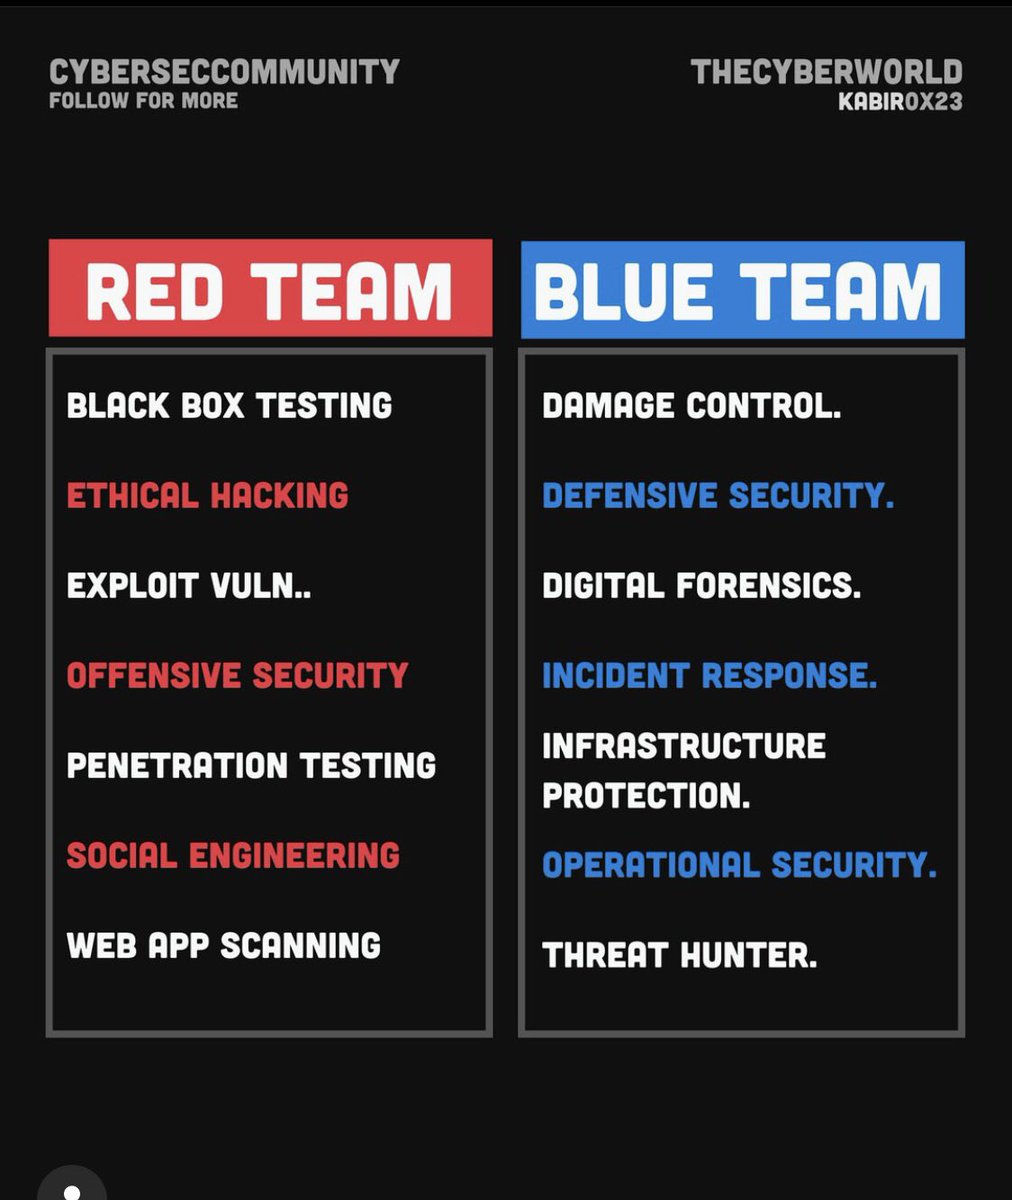 CYBERSECCOMMUNITY
FOLLOW FOR MORE
THECYBERWORLD
KABIR0X23
RED TEAM
BLACK BOX TESTING
ETHICAL HACKING
EXPLOIT VULN..
OFFENSIVE SECURITY
PENETRATION TESTING
SOCIAL ENGINEERING
WEB APP SCANNING
BLUE TEAM
DAMAGE CONTROL.
DEFENSIVE SECURITY.
DIGITAL FORENSICS.
INCIDENT RESPONSE.
INFRASTRUCTURE
PROTECTION.
OPERATIONAL SECURITY.
THREAT HUNTER.